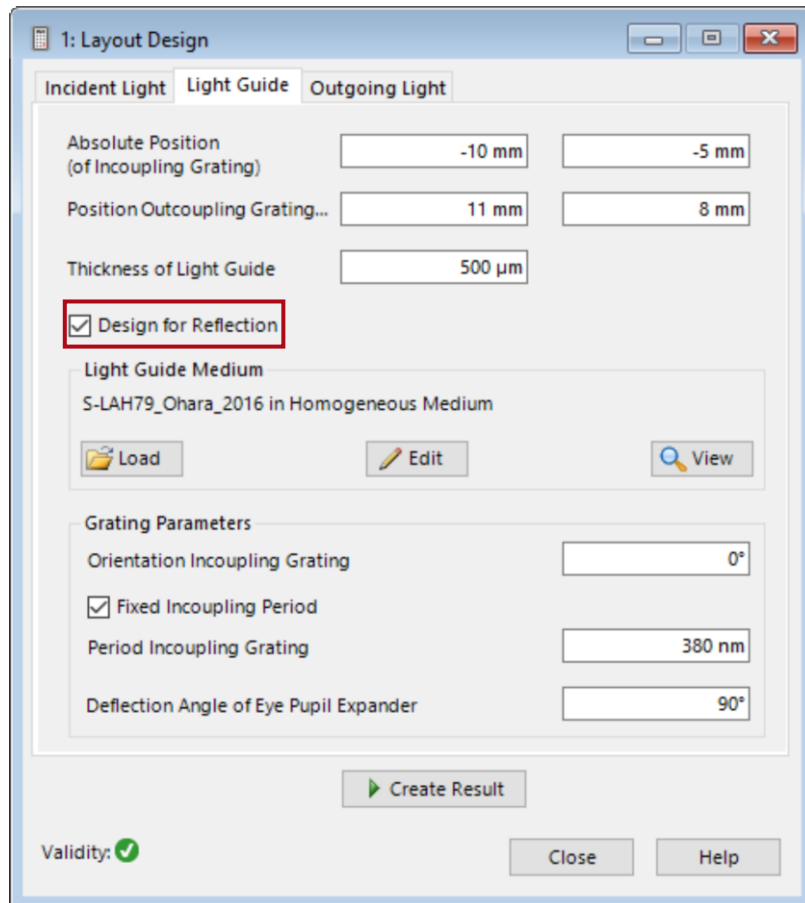 1: Layout Design
Incident Light Light Guide Outgoing Light
Absolute Position
(of Incoupling Grating) -10 mm -5 mm
Position Outcoupling Grating... 11 mm 8 mm
Thickness of Light Guide 500 µm
Design for Reflection
Light Guide Medium
S-LAH79_Ohara_2016 in Homogeneous Medium
Load Edit View
Grating Parameters
Orientation Incoupling Grating 0°
Fixed Incoupling Period
Period Incoupling Grating 380 nm
Deflection Angle of Eye Pupil Expander 90°
Create Result
Validity:
Close Help